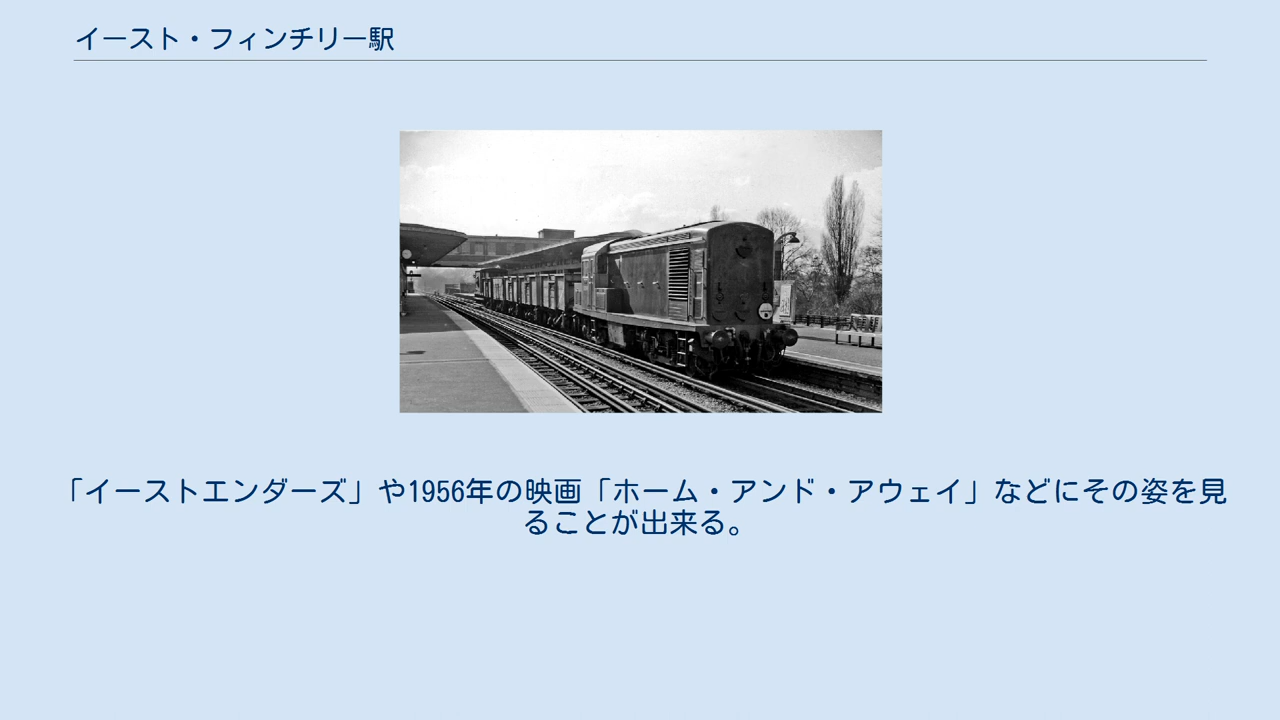 イースト・フィンチリー駅
「イーストエンダーズ」や1956年の映画「ホーム・アンド・アウェイ」などにその姿を見
ることが出来る。